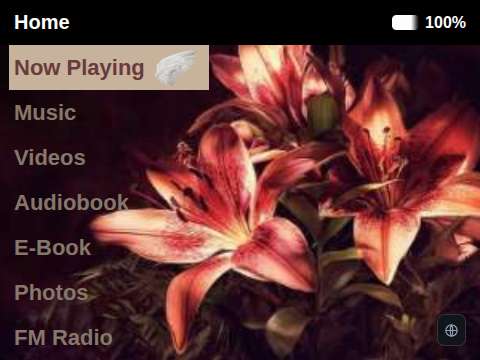 Home
100%
Now Playing
Music
Videos
Audiobook
E-Book
Photos
FM Radio